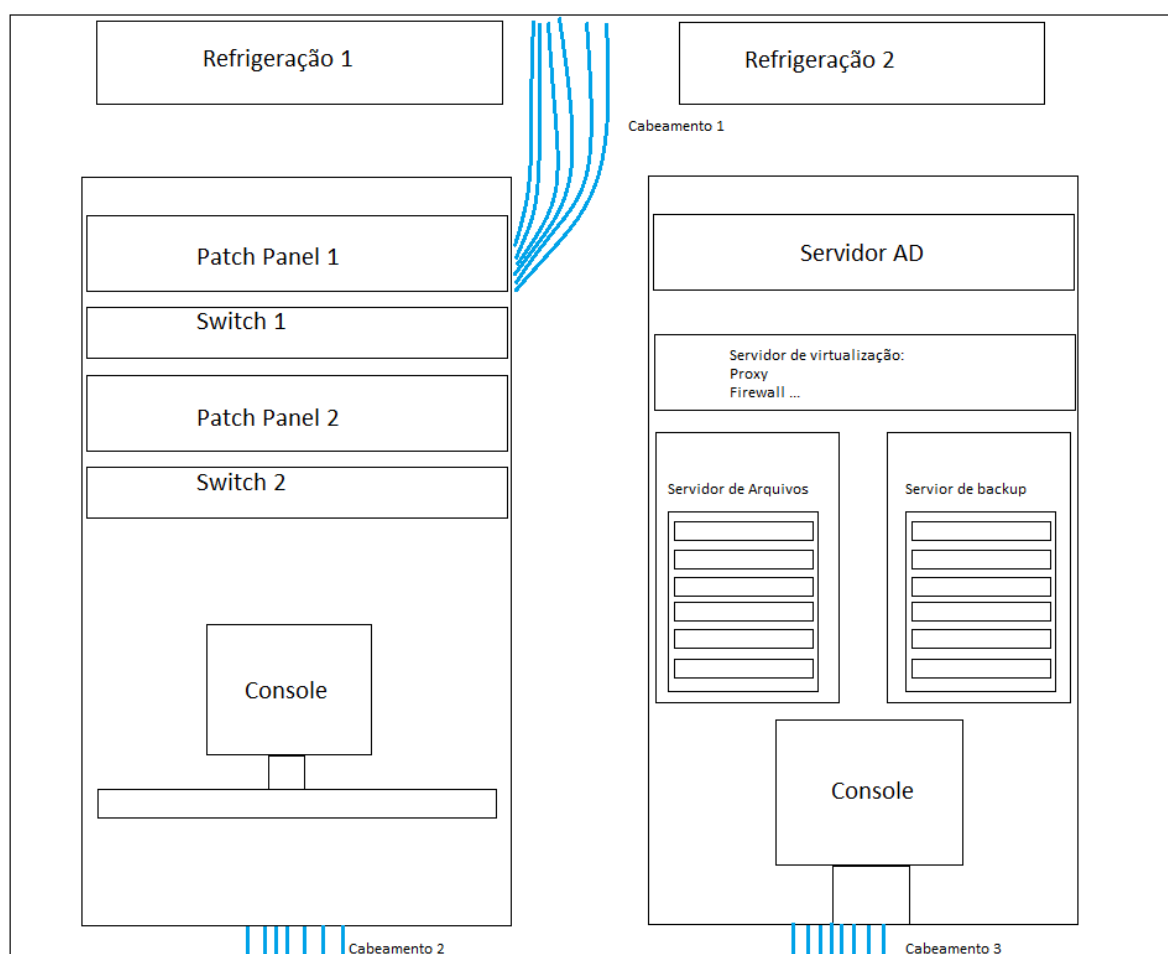 Refrigeração 1
Refrigeração 2
Cabeamento 1
Patch Panel 1
Switch 1
Patch Panel 2
Switch 2
Console
Cabeamento 2
Servidor AD
Servidor de virtualização:
Proxy
Firewall ...
Servidor de Arquivos
Servior de backup
Console
Cabeamento 3